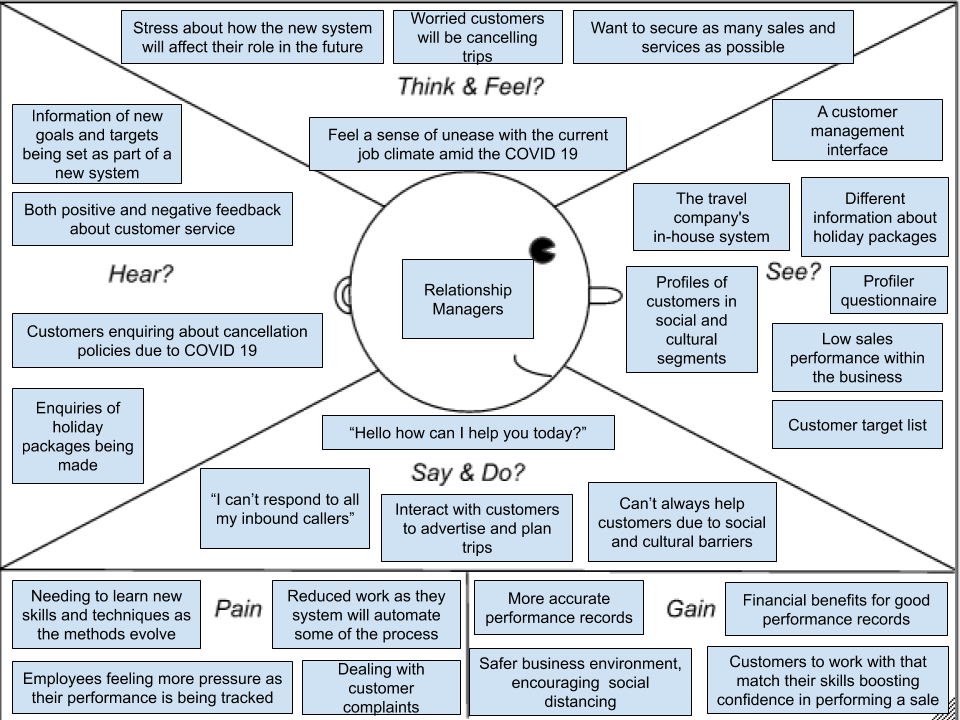 Stress about how the new system
will affect their role in the future
Worried customers
will be cancelling
trips
Want to secure as many sales and
services as possible
Think & Feel?
Feel a sense of unease with the current
job climate amid the COVID 19
Information of new
goals and targets
being set as part of a
new system
Both positive and negative feedback
about customer service
Hear?
Customers enquiring about cancellation
policies due to COVID 19
Enquiries of
holiday
packages being
made
Relationship
Managers
A customer
management
interface
The travel
company's
in-house system
Different
information about
holiday packages
See?
Profiles of
customers in
social and
cultural
segments
Profiler
questionnaire
Low sales
performance within
the business
Customer target list
“Hello how can I help you today?”
Say & Do?
“I can’t respond to all
my inbound callers”
Interact with customers
to advertise and plan
trips
Can’t always help
customers due to social
and cultural barriers
Needing to learn new
skills and techniques as
the methods evolve
Pain
Reduced work as they
system will automate
some of the process
Employees feeling more pressure as
their performance is being tracked
Dealing with
customer
complaints
More accurate
performance records
Gain
Financial benefits for good
performance records
Safer business environment,
encouraging  social
distancing
Customers to work with that
match their skills boosting
confidence in performing a sale